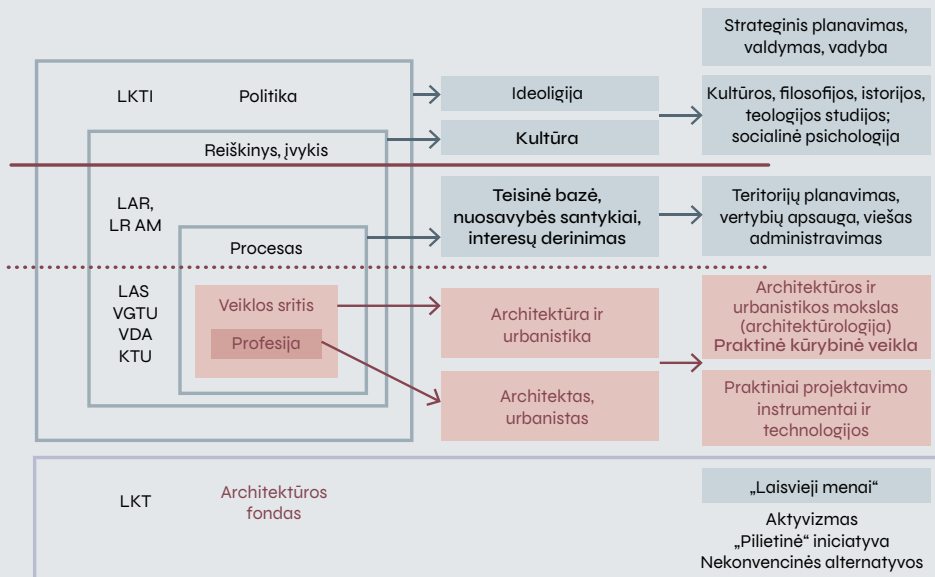 Strateginis planavimas,
valdymas, vadyba
LKTI
Politika
Ideoligija
Kultūra
Kultūros, filosofijos, istorijos,
teologijos studijos;
socialinė psichologija
Reiškinys, įvykis
LAR,
LR AM
Procesas
Teisinė bazė,
nuosavybės santykiai,
interesų derinimas
Teritorijų planavimas,
vertybių apsauga, viešas
administravimas
LAS
VGTU
VDA
KTU
Veiklos sritis
Profesija
Architektūra ir
urbanistika
Architektas,
urbanistas
Architektūros ir
urbanistikos mokslas
(architektūrologija)
Praktinė kūrybinė veikla
Praktiniai projektavimo
instrumentai ir
technologijos
LKT
Architektūros
fondas
„Laisvieji menai“
Aktyvizmas
„Pilietinė“ iniciatyva
Nekonvencinės alternatyvos